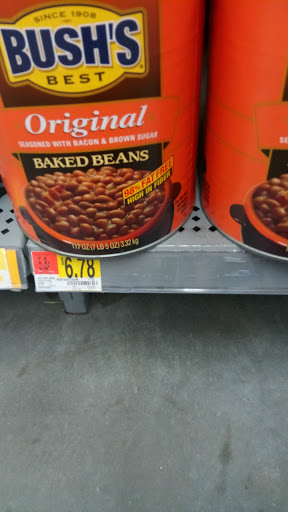 SINCE 1908
BUSH'S
BEST
Original
SEASONED WITH BACON & BROWN SUGAR
BAKED BEANS
98% FAT FREE
HIGH IN FIBER
117 OZ (7 LB 5 OZ) 3.32 kg
$6.78
SE